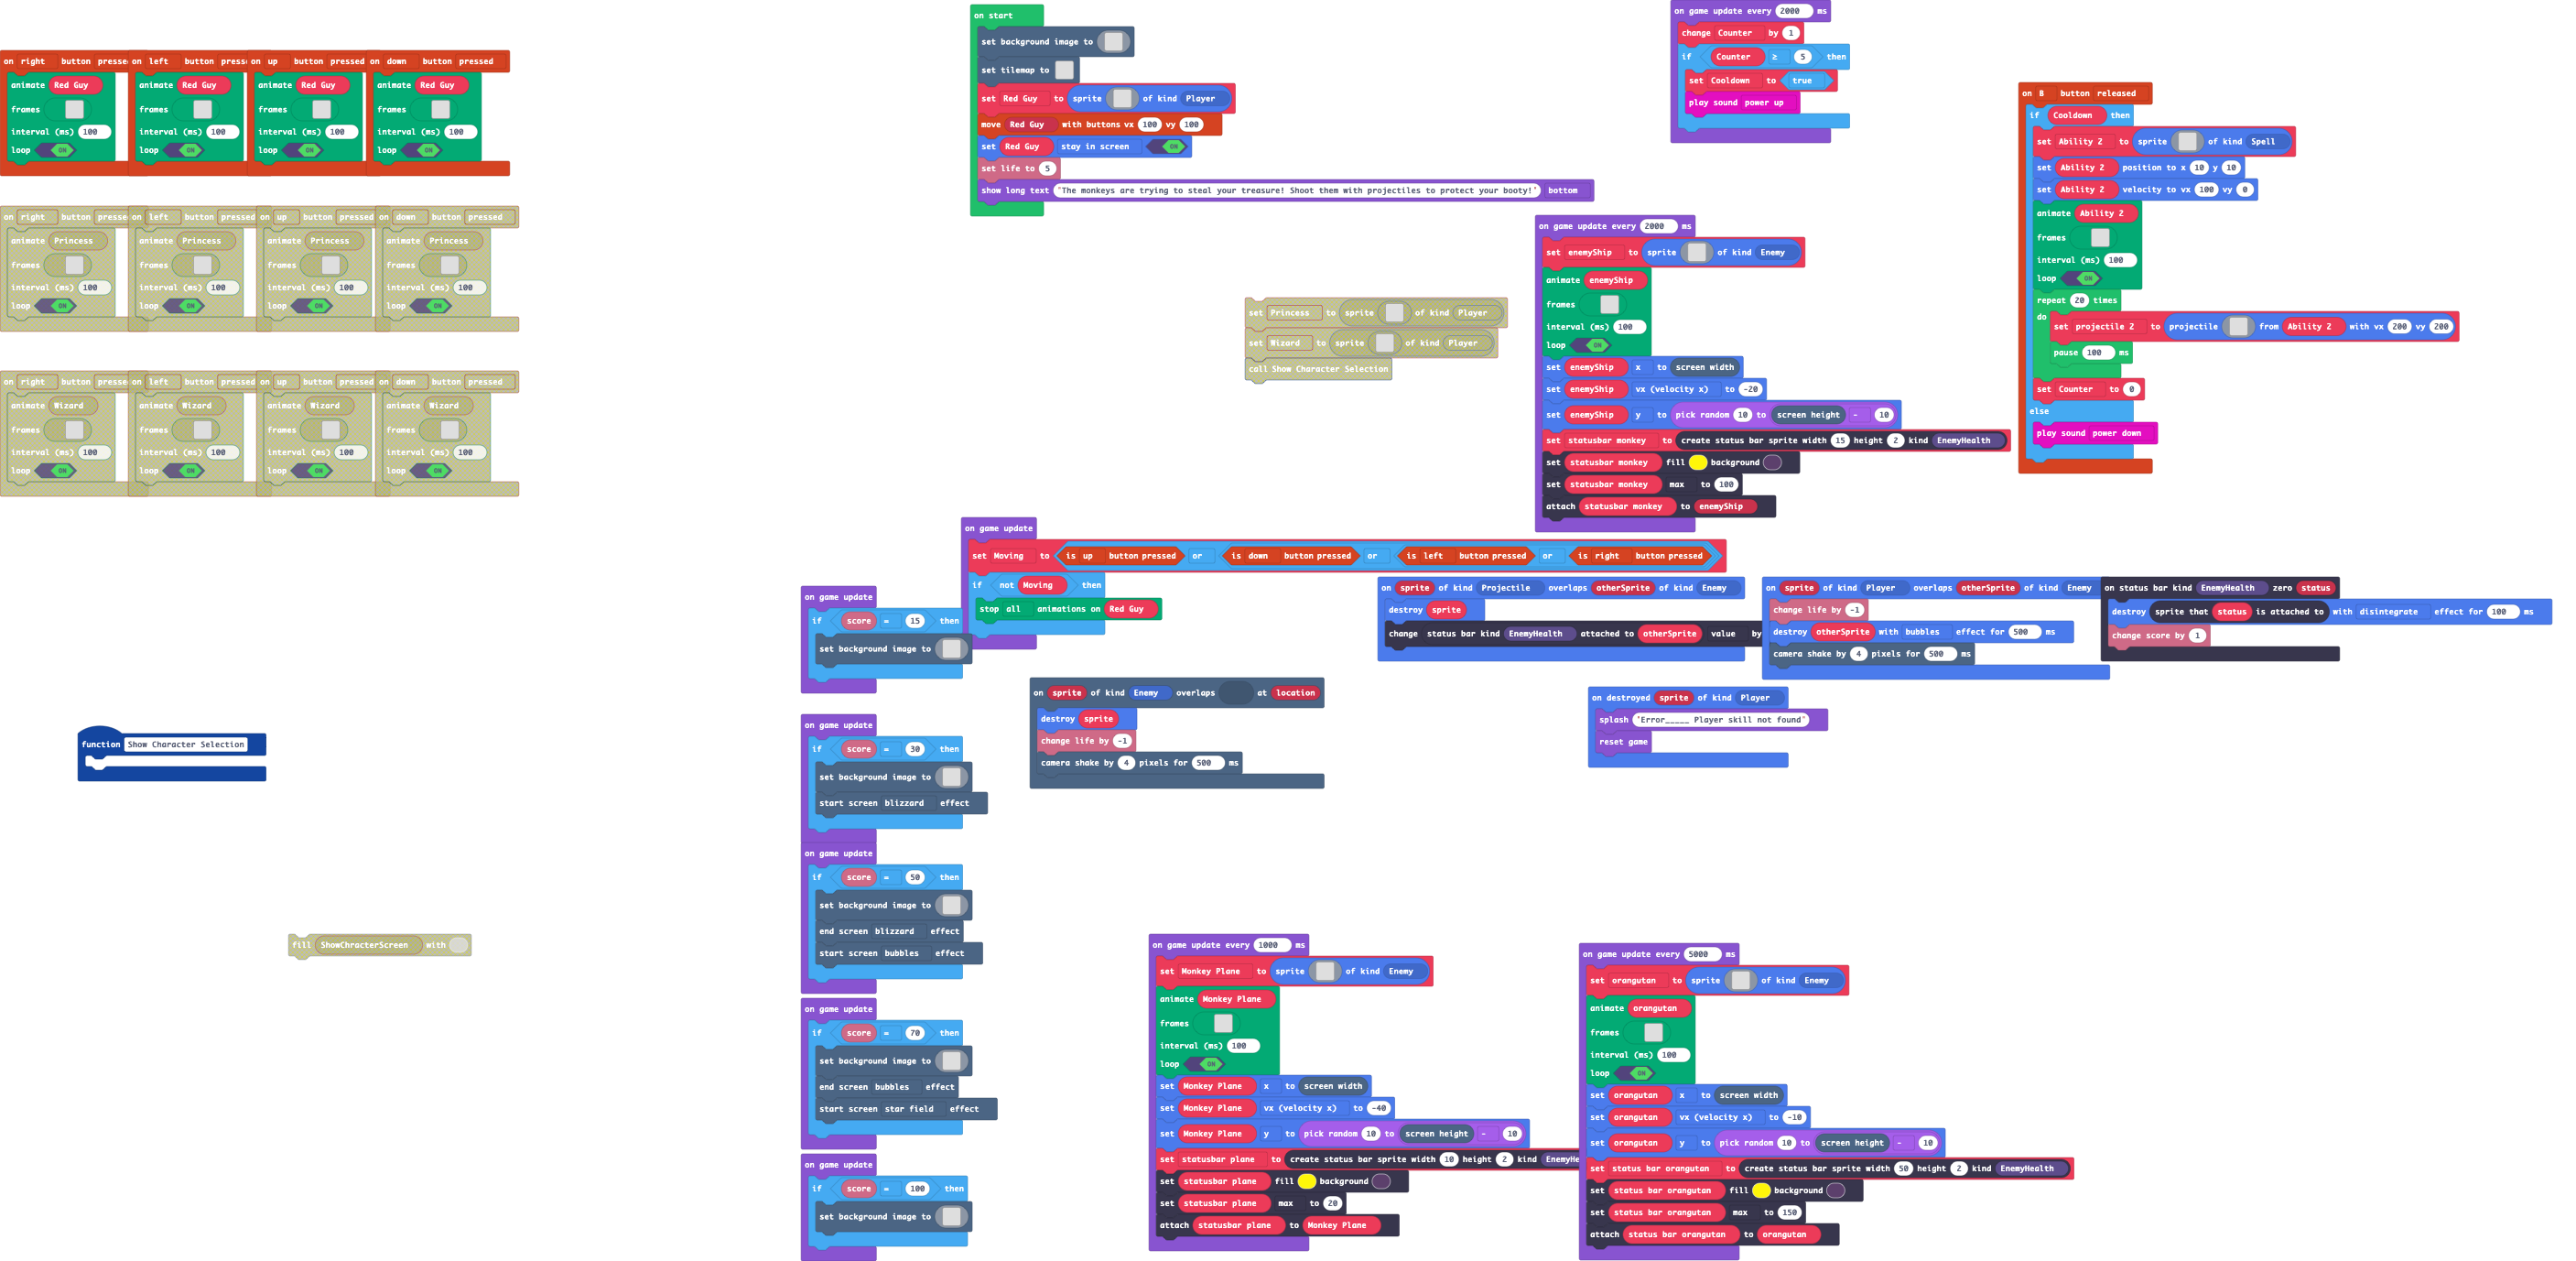 on right button presse
animate Red Guy
frames
interval (ms) 100
loop ON
on left button pressed
animate Red Guy
frames
interval (ms) 100
loop ON
on up button pressed
animate Red Guy
frames
interval (ms) 100
loop ON
on down button pressed
animate Red Guy
frames
interval (ms) 100
loop ON
on right button presse
animate Princess
frames
interval (ms) 100
loop ON
on left button pressed
animate Princess
frames
interval (ms) 100
loop ON
on up button pressed
animate Princess
frames
interval (ms) 100
loop ON
on down button pressed
animate Princess
frames
interval (ms) 100
loop ON
on right button presse
animate Wizard
frames
interval (ms) 100
loop ON
on left button pressed
animate Wizard
frames
interval (ms) 100
loop ON
on up button pressed
animate Wizard
frames
interval (ms) 100
loop ON
on down button pressed
animate Wizard
frames
interval (ms) 100
loop ON
function Show Character Selection
fill ShowChracterScreen with
on start
set background image to
set tilemap to
set Red Guy to sprite of kind Player
move Red Guy with buttons vx 100 vy 100
set Red Guy stay in screen ON
set life to 5
show long text "The monkeys are trying to steal your treasure! Shoot them with projectiles to protect your booty!" bottom
set Princess to sprite of kind Player
set Wizard to sprite of kind Player
call Show Character Selection
on game update every 2000 ms
change Counter by 1
if Counter ≥ 5 then
set Cooldown to true
play sound power up
on game update every 2000 ms
set enemyShip to sprite of kind Enemy
animate enemyShip
frames
interval (ms) 100
loop ON
set enemyShip x to screen width
set enemyShip vx (velocity x) to -20
set enemyShip y to pick random 10 to screen height - 10
set statusbar monkey to create status bar sprite width 15 height 2 kind EnemyHealth
set statusbar monkey fill background
set statusbar monkey max to 100
attach statusbar monkey to enemyShip
on B button released
if Cooldown then
set Ability 2 to sprite of kind Spell
set Ability 2 position to x 10 y 10
set Ability 2 velocity to vx 100 vy 0
animate Ability 2
frames
interval (ms) 100
loop ON
repeat 20 times
do
set projectile 2 to projectile from Ability 2 with vx 200 vy 200
pause 100 ms
set Counter to 0
else
play sound power down
on game update
set Moving to is up button pressed or is down button pressed or is left button pressed or is right button pressed
if not Moving then
stop all animations on Red Guy
on game update
if score = 15 then
set background image to
on game update
if score = 30 then
set background image to
start screen blizzard effect
on game update
if score = 50 then
set background image to
end screen blizzard effect
start screen bubbles effect
on game update
if score = 70 then
set background image to
end screen bubbles effect
start screen star field effect
on game update
if score = 100 then
set background image to
on sprite of kind Enemy overlaps at location
destroy sprite
change life by -1
camera shake by 4 pixels for 500 ms
on sprite of kind Projectile overlaps otherSprite of kind Enemy
destroy sprite
change status bar kind EnemyHealth attached to otherSprite value by
on sprite of kind Player overlaps otherSprite of kind Enemy
change life by -1
destroy otherSprite with bubbles effect for 500 ms
camera shake by 4 pixels for 500 ms
on status bar kind EnemyHealth zero status
destroy sprite that status is attached to with disintegrate effect for 100 ms
change score by 1
on destroyed sprite of kind Player
splash "Error_____ Player skill not found"
reset game
on game update every 1000 ms
set Monkey Plane to sprite of kind Enemy
animate Monkey Plane
frames
interval (ms) 100
loop ON
set Monkey Plane x to screen width
set Monkey Plane vx (velocity x) to -40
set Monkey Plane y to pick random 10 to screen height - 10
set statusbar plane to create status bar sprite width 10 height 2 kind EnemyHe
set statusbar plane fill background
set statusbar plane max to 20
attach statusbar plane to Monkey Plane
on game update every 5000 ms
set orangutan to sprite of kind Enemy
animate orangutan
frames
interval (ms) 100
loop ON
set orangutan x to screen width
set orangutan vx (velocity x) to -10
set orangutan y to pick random 10 to screen height - 10
set status bar orangutan to create status bar sprite width 50 height 2 kind EnemyHealth
set status bar orangutan fill background
set status bar orangutan max to 150
attach status bar orangutan to orangutan